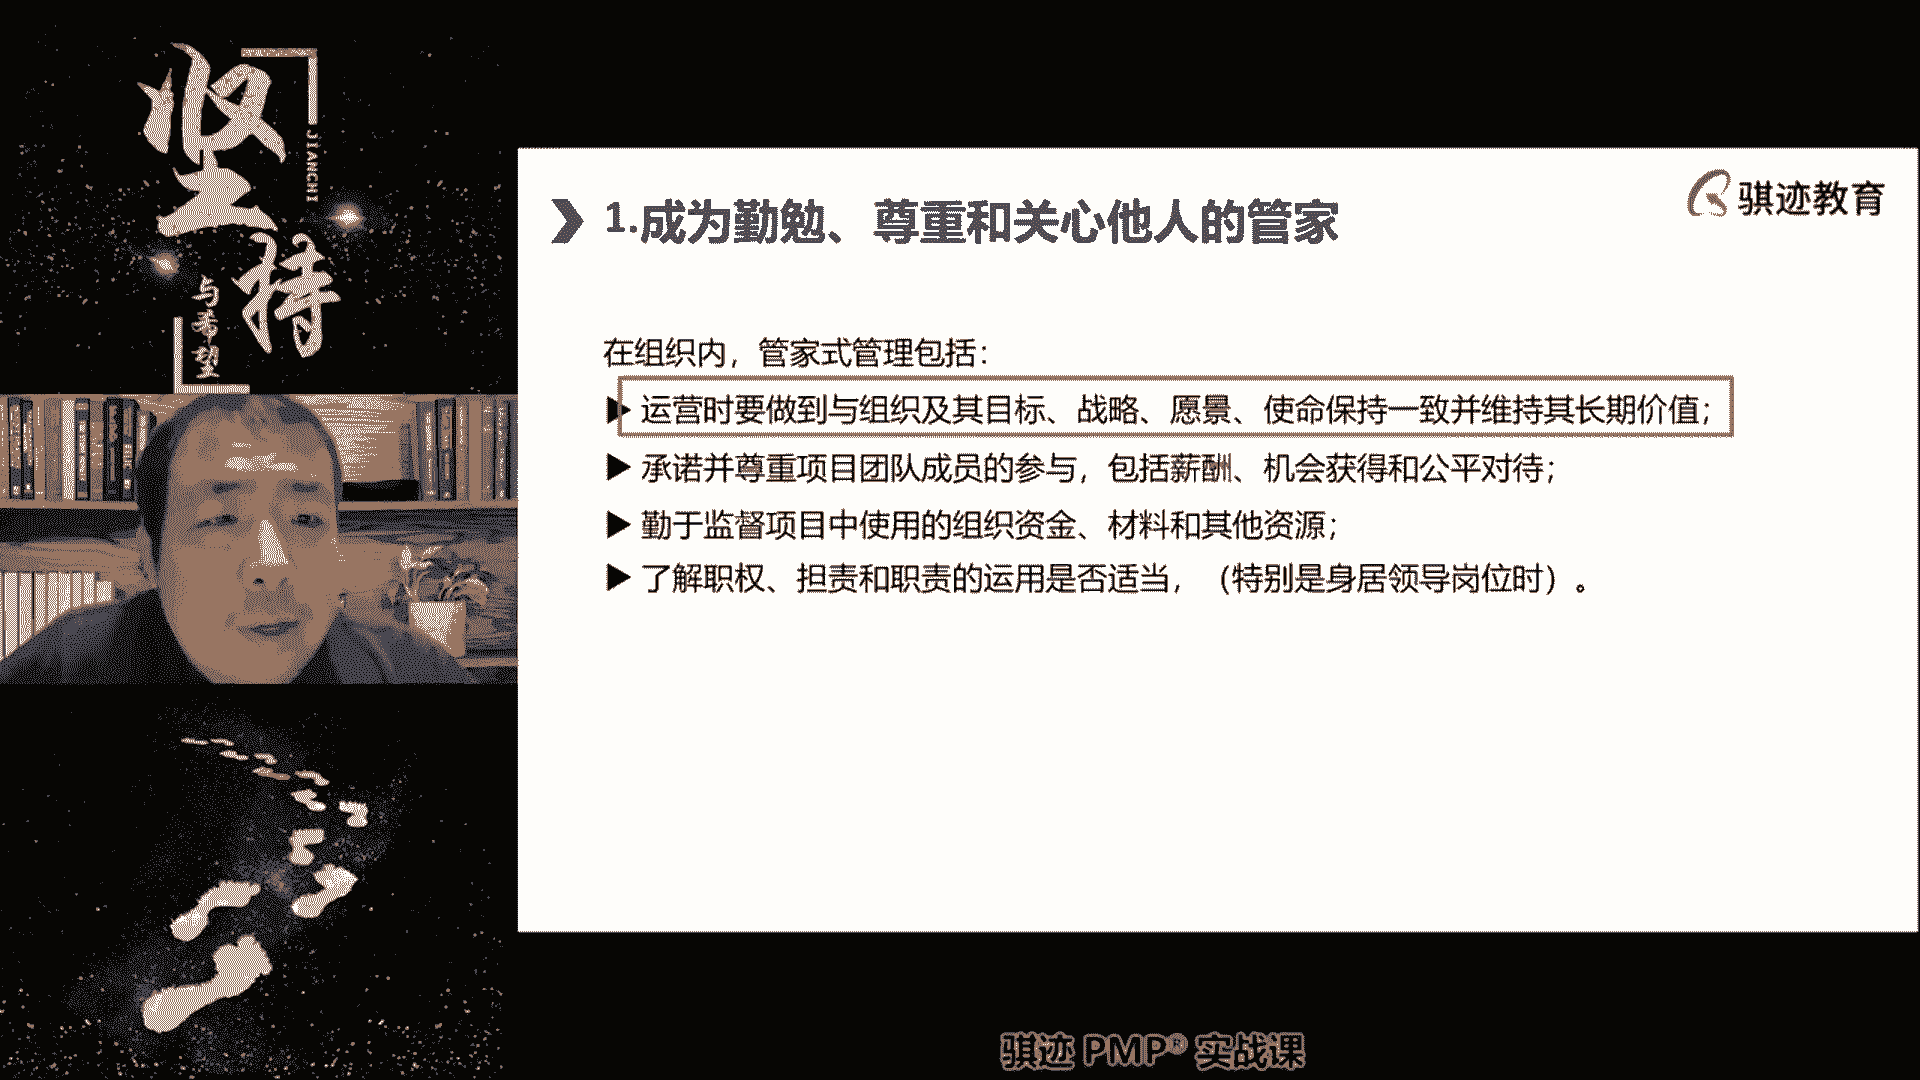 坚持
JIANCHI
与希望
骐迹教育
1.成为勤勉、尊重和关心他人的管家
在组织内，管家式管理包括：
▶ 运营时要做到与组织及其目标、战略、愿景、使命保持一致并维持其长期价值；
▶ 承诺并尊重项目团队成员的参与，包括薪酬、机会获得和公平对待；
▶ 勤于监督项目中使用的组织资金、材料和其他资源；
▶ 了解职权、担责和职责的运用是否适当，（特别是身居领导岗位时）。
骐迹 PMP® 实战课